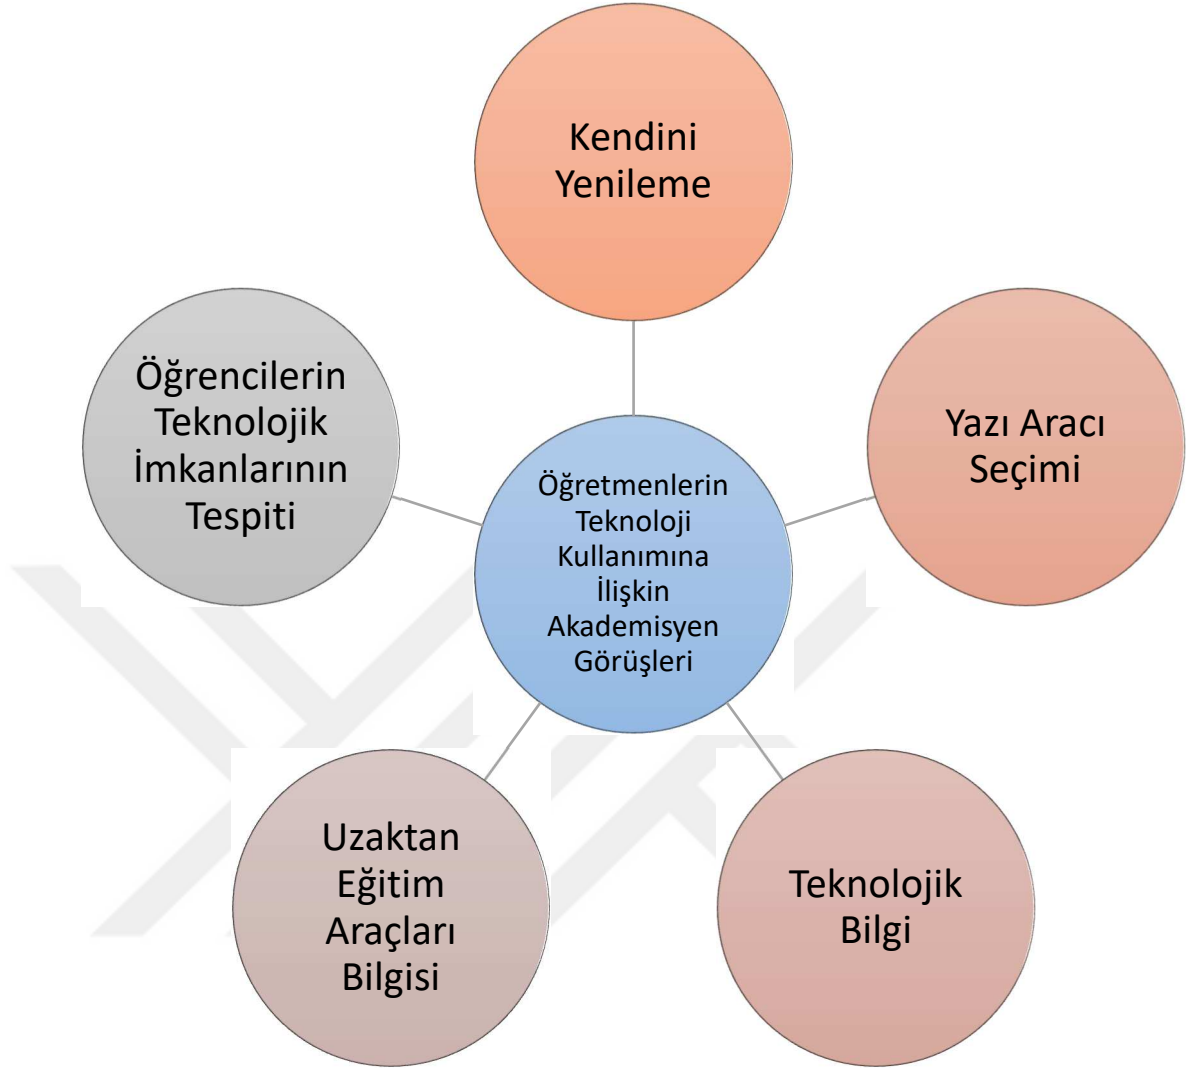 Kendini
Yenileme
Öğrencilerin
Teknolojik
İmkanlarının
Tespiti
Yazı Aracı
Seçimi
Öğretmenlerin
Teknoloji
Kullanımına
İlişkin
Akademisyen
Görüşleri
Uzaktan
Eğitim
Araçları
Bilgisi
Teknolojik
Bilgi